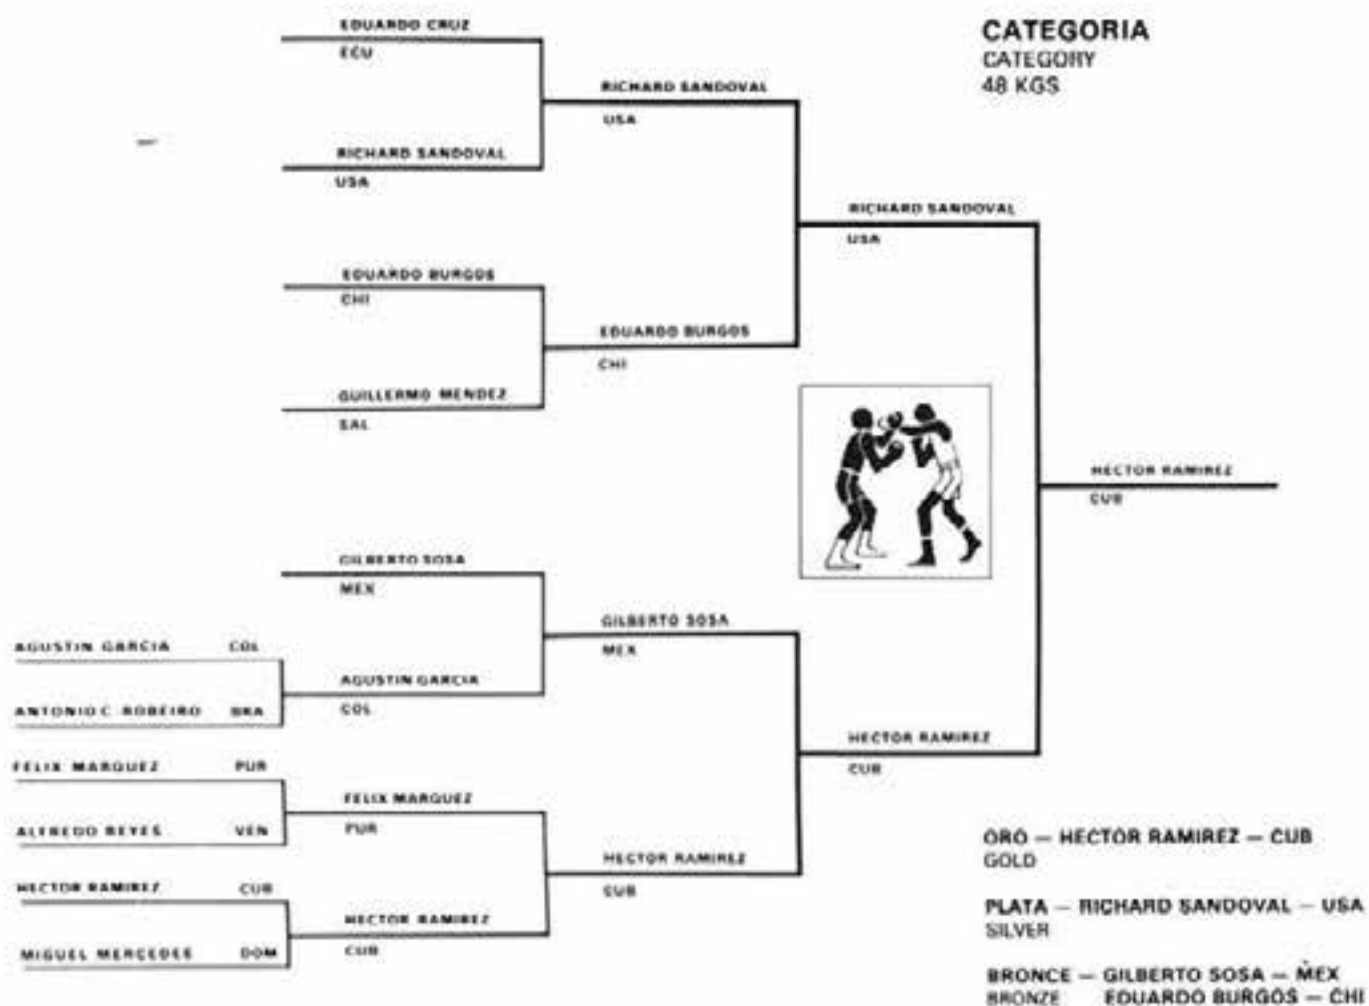 CATEGORIA
CATEGORY
48 KGS
EDUARDO CRUZ
ECU
RICHARD SANDOVAL
USA
RICHARD SANDOVAL
USA
RICHARD SANDOVAL
USA
EDUARDO BURGOS
CHI
EDUARDO BURGOS
CHI
GUILLERMO MENDEZ
SAL
HECTOR RAMIREZ
CUB
GILBERTO SOSA
MEX
GILBERTO SOSA
MEX
AGUSTIN GARCIA COL
AGUSTIN GARCIA
COL
ANTONIO C ROBEIRO BRA
HECTOR RAMIREZ
CUB
FELIX MARQUEZ PUR
FELIX MARQUEZ
PUR
ALFREDO REYES VEN
HECTOR RAMIREZ
CUB
HECTOR RAMIREZ CUB
HECTOR RAMIREZ
CUB
MIGUEL MERCEDES DOM
ORO — HECTOR RAMIREZ — CUB
GOLD
PLATA — RICHARD SANDOVAL — USA
SILVER
BRONCE — GILBERTO SOSA — MEX
BRONZE EDUARDO BURGOS — CHI